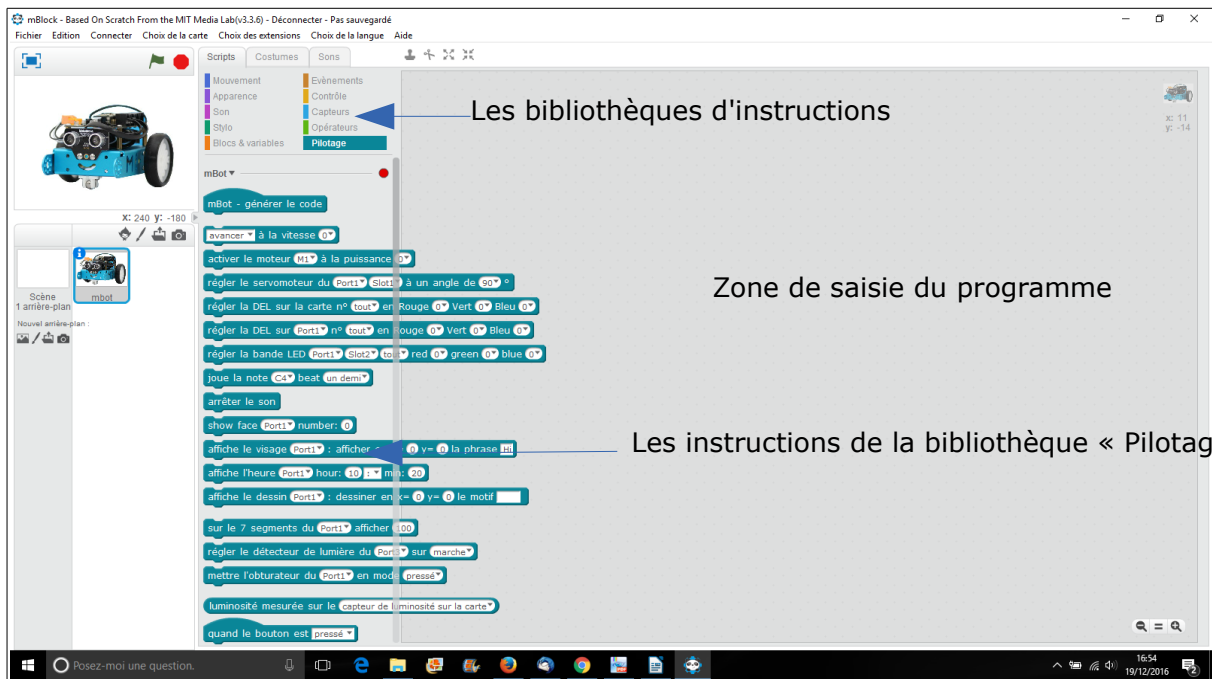 mBlock - Based On Scratch From the MIT Media Lab(v3.3.6) - Déconnecter - Pas sauvegardé
Fichier Edition Connecter Choix de la carte Choix des extensions Choix de la langue Aide
Scripts Costumes Sons
Mouvement Evènements
Apparence Contrôle
Son Capteurs
Stylo Opérateurs
Blocs & variables Pilotage
Les bibliothèques d'instructions
x: 11
y: -14
mBot
mBot - générer le code
X: 240 y: -180
avancer à la vitesse 0
activer le moteur M1 à la puissance 0
régler le servomoteur du Port1 Slot1 à un angle de 90 °
régler la DEL sur la carte n° tout en Rouge 0 Vert 0 Bleu 0
régler la DEL sur Port1 n° tout en Rouge 0 Vert 0 Bleu 0
régler la bande LED Port1 Slot2 red 0 green 0 blue 0
joue la note C4 beat un demi
arrêter le son
show face Port1 number: 0
affiche le visage Port1 : afficher 0 y= 0 la phrase Hi
affiche l'heure Port1 hour: 10 : min: 20
affiche le dessin Port1 : dessiner en x= 0 y= 0 le motif
sur le 7 segments du Port1 afficher 100
régler le détecteur de lumière du sur marche
mettre l'obturateur du Port1 en mode pressé
luminosité mesurée sur le capteur de luminosité sur la carte
quand le bouton est pressé
Scène
1 arrière-plan
mbot
Nouvel arrière-plan :
Zone de saisie du programme
Les instructions de la bibliothèque « Pilotag
Posez-moi une question.
16:54
19/12/2016
2